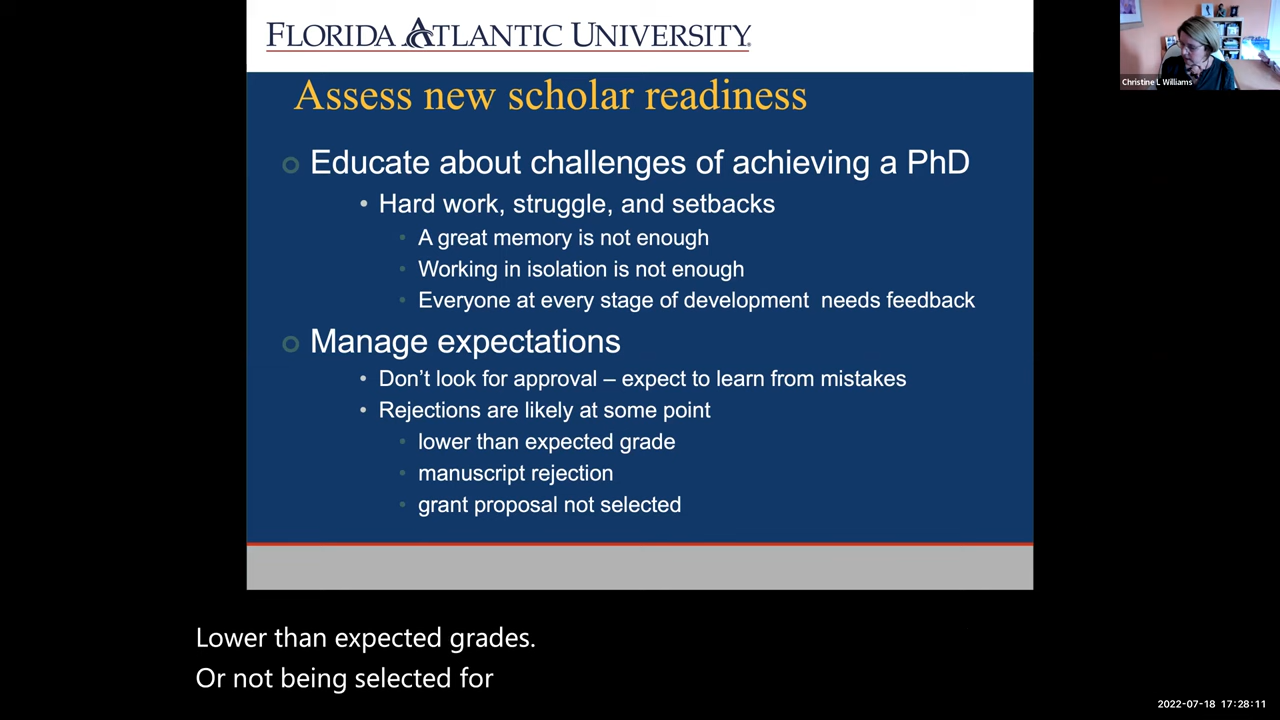 FLORIDA ATLANTIC UNIVERSITY
Christine L Williams
Assess new scholar readiness
Educate about challenges of achieving a PhD
Hard work, struggle, and setbacks
A great memory is not enough
Working in isolation is not enough
Everyone at every stage of development needs feedback
Manage expectations
Don't look for approval – expect to learn from mistakes
Rejections are likely at some point
lower than expected grade
manuscript rejection
grant proposal not selected
Lower than expected grades.
Or not being selected for
2022-07-18 17:28:11